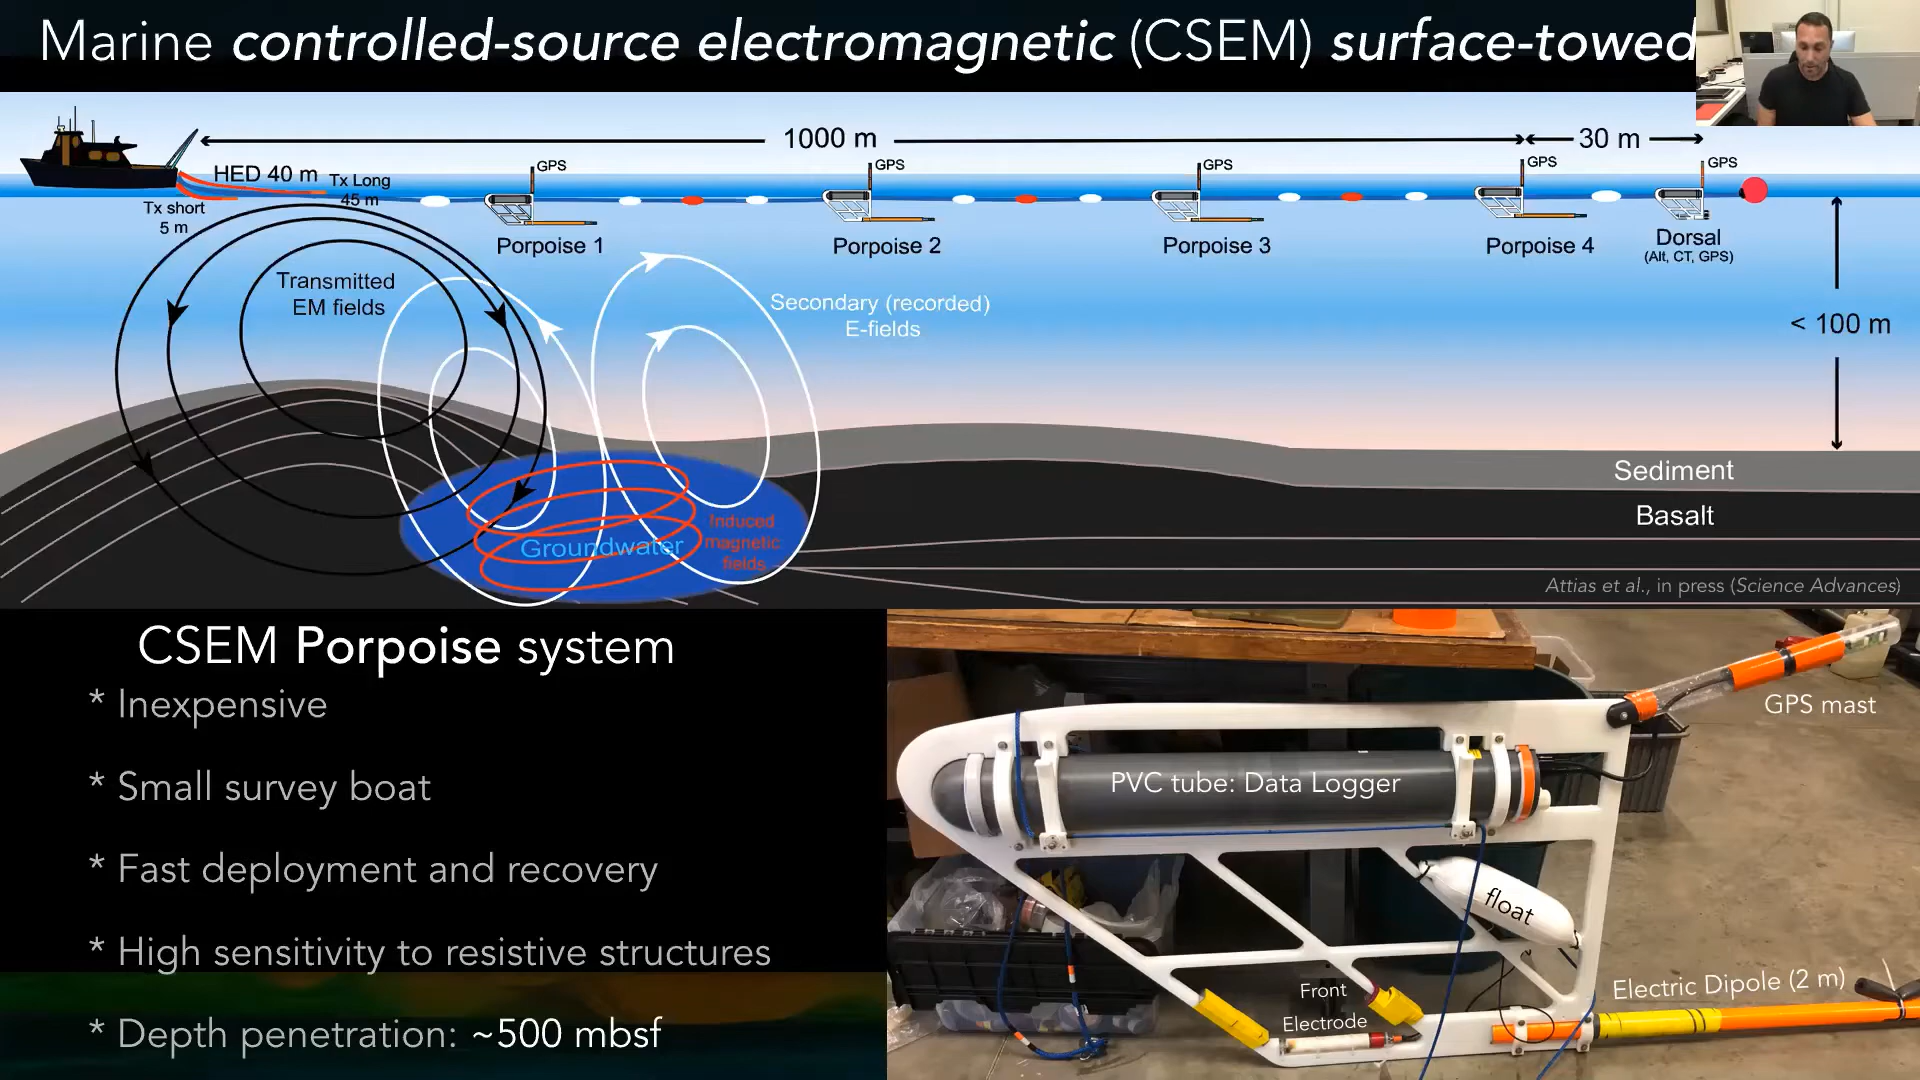 Marine controlled-source electromagnetic (CSEM) surface-towed
1000 m
30 m
GPS
GPS
GPS
GPS
GPS
HED 40 m
Tx Long
45 m
Tx short
5 m
Porpoise 1
Porpoise 2
Porpoise 3
Porpoise 4
Dorsal
(Alt, CT, GPS)
Transmitted
EM fields
Secondary (recorded)
E-fields
< 100 m
Sediment
Basalt
Groundwater
Induced
magnetic
fields
Attias et al., in press (Science Advances)
CSEM Porpoise system
* Inexpensive
* Small survey boat
* Fast deployment and recovery
* High sensitivity to resistive structures
* Depth penetration: ~500 mbsf
GPS mast
PVC tube: Data Logger
float
Front
Electrode
Electric Dipole (2 m)